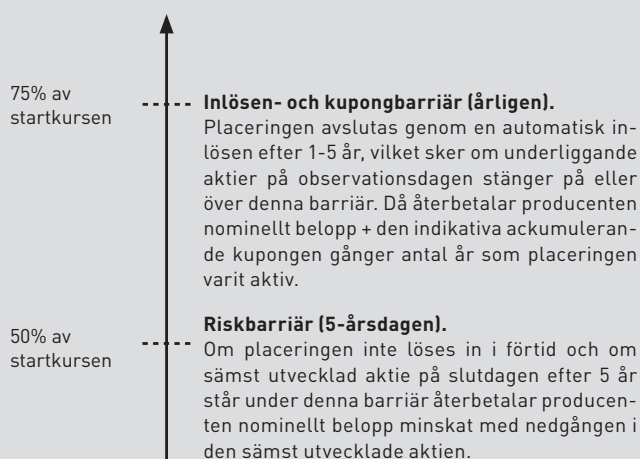 75% av
startkursen
Inlösen- och kupongbarriär (årligen).
Placeringen avslutas genom en automatisk in-
lösen efter 1-5 år, vilket sker om underliggande
aktier på observationsdagen stänger på eller
över denna barriär. Då återbetalar producenten
nominellt belopp + den indikativa ackumuleran-
de kupongen gånger antal år som placeringen
varit aktiv.
50% av
startkursen
Riskbarriär (5-årsdagen).
Om placeringen inte löses in i förtid och om
sämst utvecklad aktie på slutdagen efter 5 år
står under denna barriär återbetalar producen-
ten nominellt belopp minskat med nedgången i
den sämst utvecklade aktien.